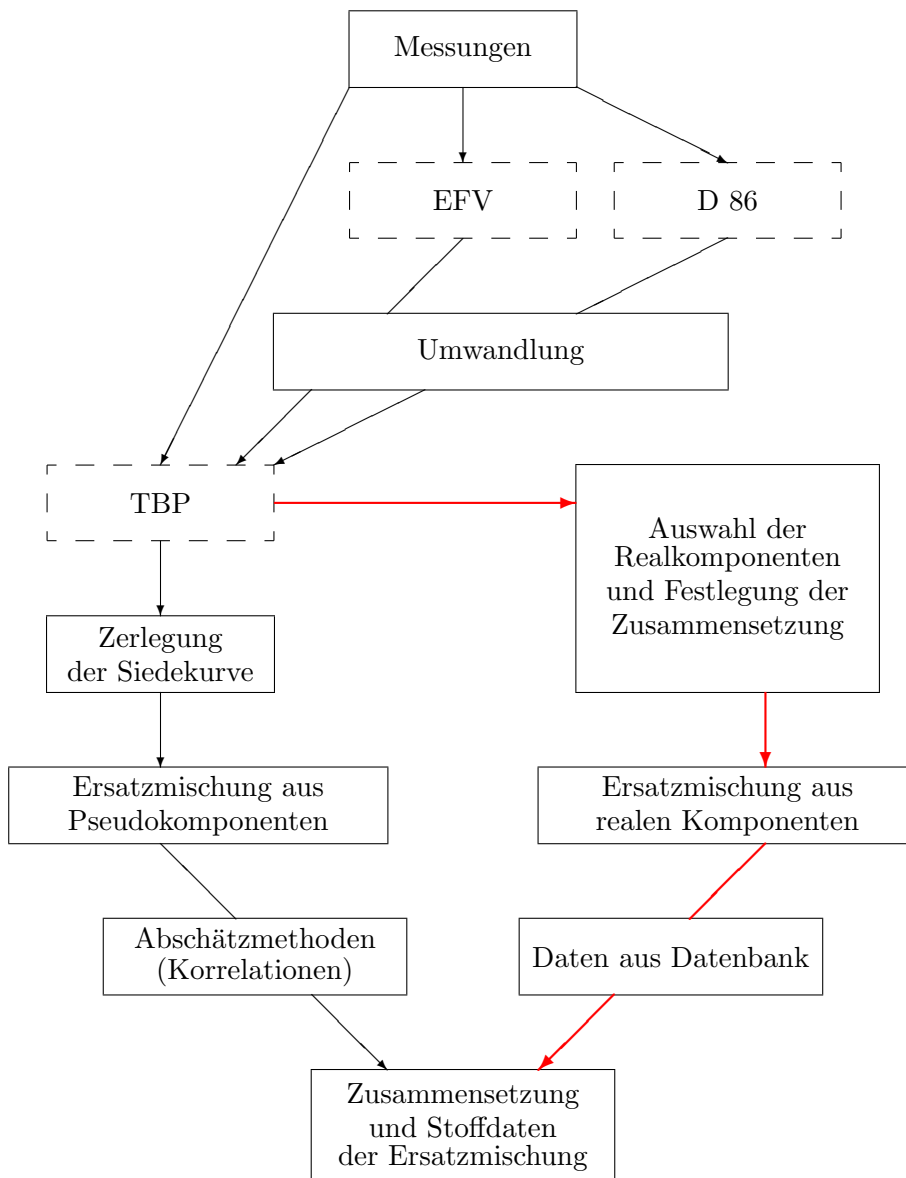 Messungen
EFV
D 86
Umwandlung
TBP
Auswahl der
Realkomponenten
und Festlegung der
Zusammensetzung
Zerlegung
der Siedekurve
Ersatzmischung aus
Pseudokomponenten
Ersatzmischung aus
realen Komponenten
Abschätzmethoden
(Korrelationen)
Daten aus Datenbank
Zusammensetzung
und Stoffdaten
der Ersatzmischung